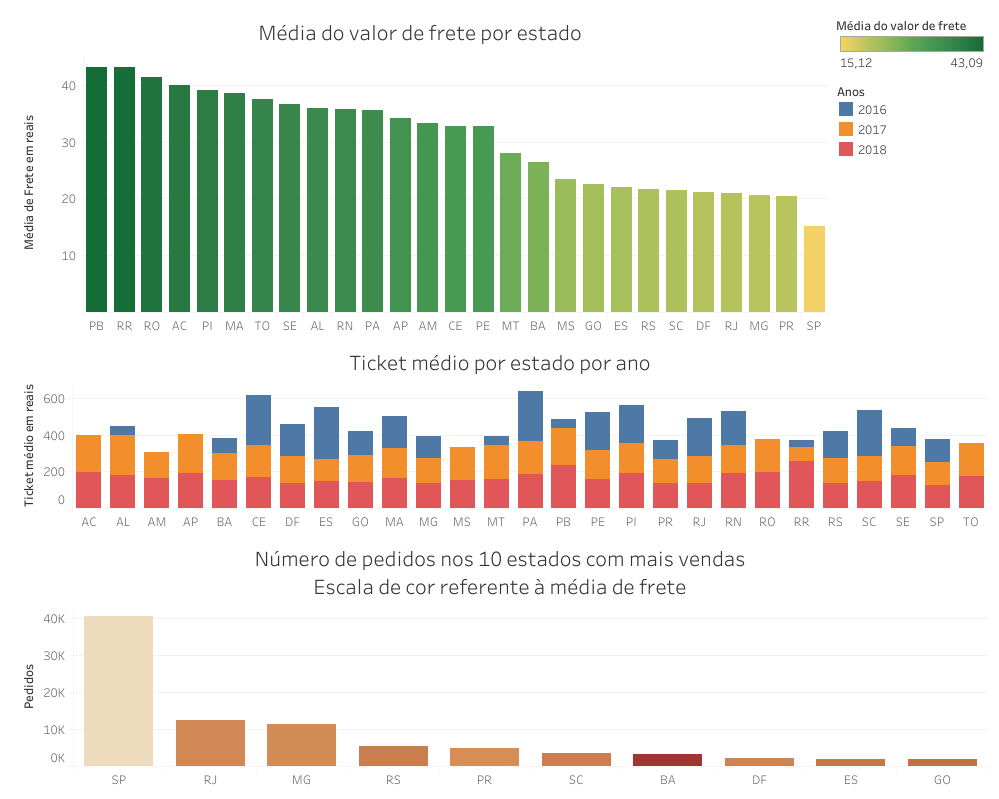 Média do valor de frete por estado
Média do valor de frete
15,12 43,09
Anos
2016
2017
2018
Média de Frete em reais
40
30
20
10
PB RR RO AC PI MA TO SE AL RN PA AP AM CE PE MT BA MS GO ES RS SC DF RJ MG PR SP
Ticket médio por estado por ano
Ticket médio em reais
600
400
200
0
AC AL AM AP BA CE DF ES GO MA MG MS MT PA PB PE PI PR RJ RN RO RR RS SC SE SP TO
Número de pedidos nos 10 estados com mais vendas
Escala de cor referente à média de frete
Pedidos
40K
30K
20K
10K
0K
SP RJ MG RS PR SC BA DF ES GO